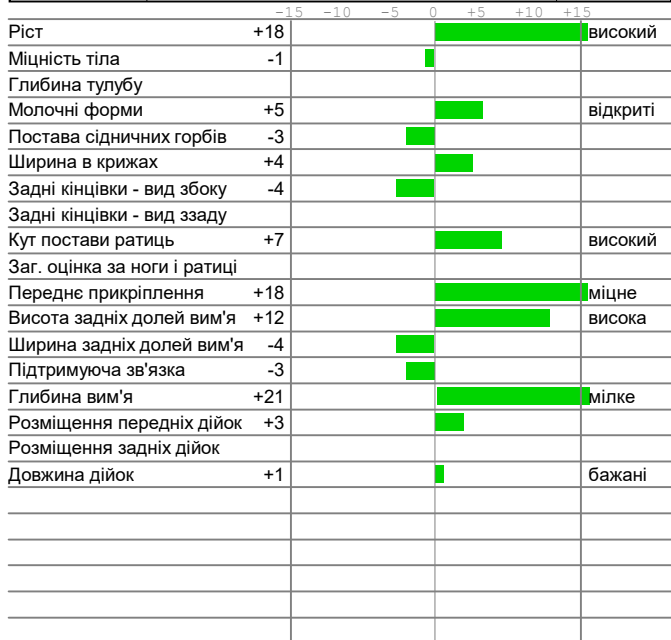 -15 -10 -5 0 +5 +10 +15
Ріст +18 високий
Міцність тіла -1
Глибина тулубу
Молочні форми +5 відкриті
Постава сідничних горбів -3
Ширина в крижах +4
Задні кінцівки - вид збоку -4
Задні кінцівки - вид ззаду
Кут постави ратиць +7 високий
Заг. оцінка за ноги і ратиці
Переднє прикріплення +18 міцне
Висота задніх долей вим'я +12 висока
Ширина задніх долей вим'я -4
Підтримуюча зв'язка -3
Глибина вим'я +21 мілке
Розміщення передніх дійок +3
Розміщення задніх дійок
Довжина дійок +1 бажані